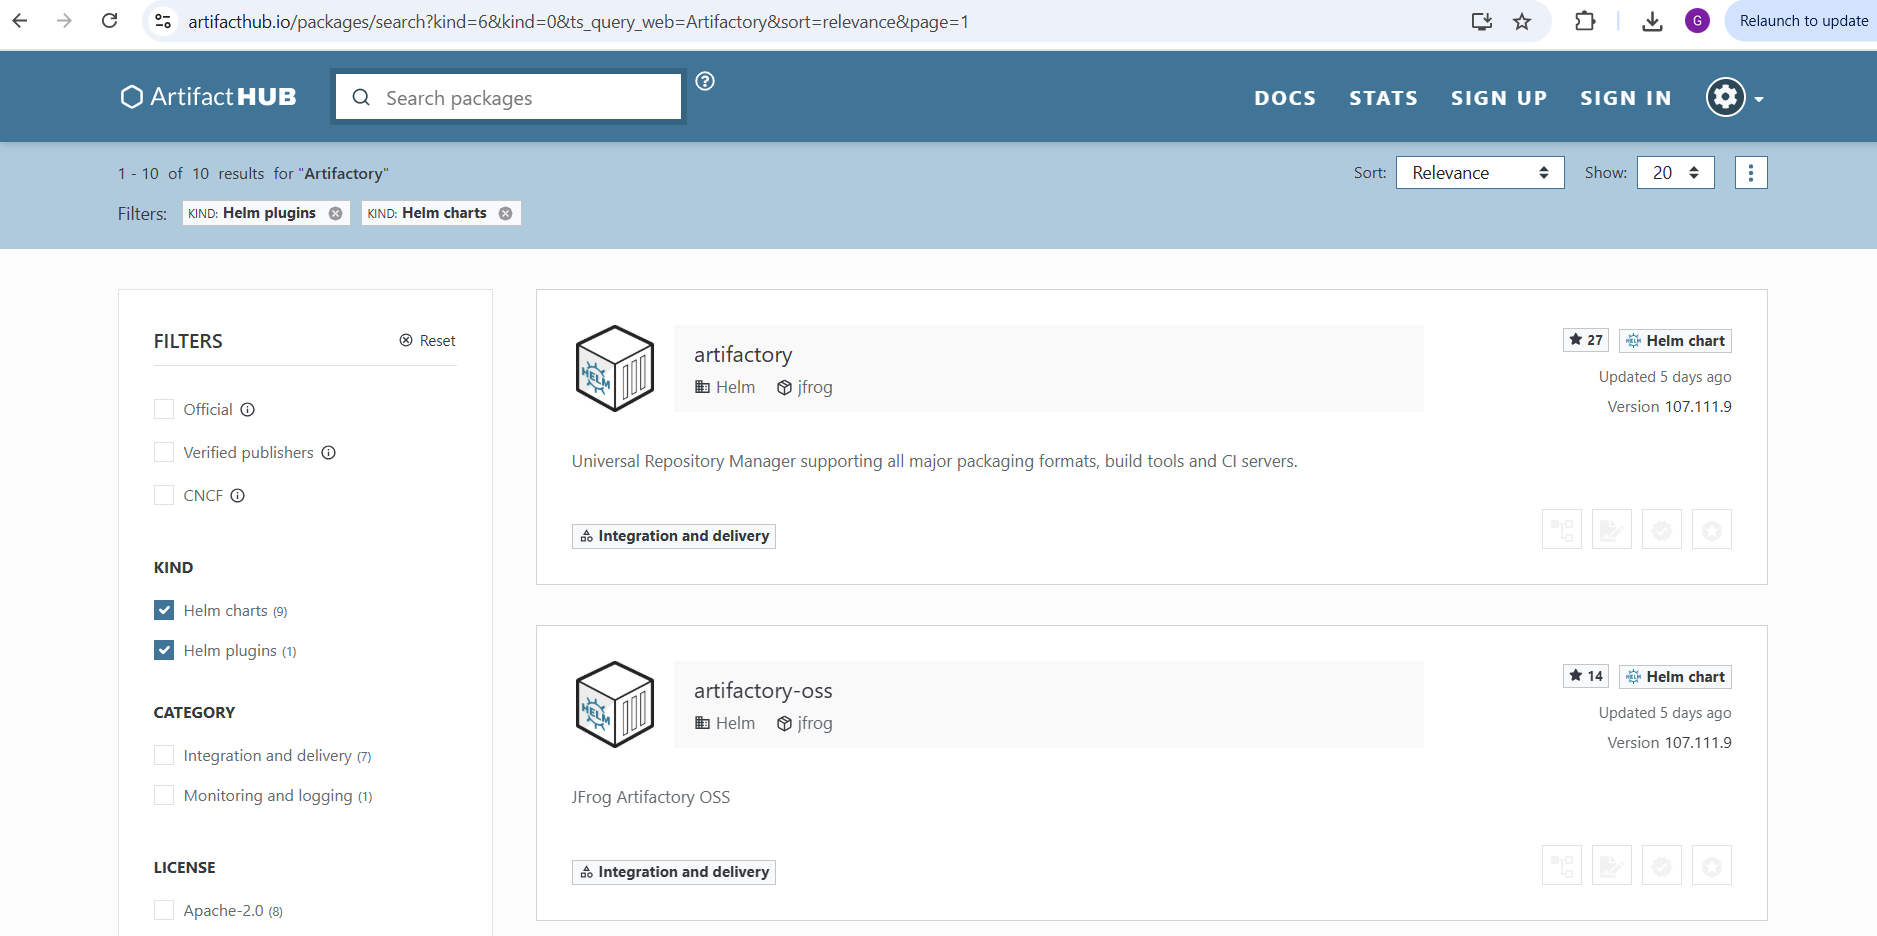 artifacthub.io/packages/search?kind=6&kind=0&ts_query_web=Artifactory&sort=relevance&page=1
G
Relaunch to update
Artifact HUB
Search packages
?
DOCS
STATS
SIGN UP
SIGN IN
1 - 10 of 10 results for "Artifactory"
Sort:
Relevance
Show:
20
Filters:
KIND: Helm plugins
KIND: Helm charts
FILTERS
Reset
Official
Verified publishers
CNCF
KIND
Helm charts (9)
Helm plugins (1)
CATEGORY
Integration and delivery (7)
Monitoring and logging (1)
LICENSE
Apache-2.0 (8)
HELM
artifactory
Helm jfrog
27
HELM Helm chart
Updated 5 days ago
Version 107.111.9
Universal Repository Manager supporting all major packaging formats, build tools and CI servers.
Integration and delivery
HELM
artifactory-oss
Helm jfrog
14
HELM Helm chart
Updated 5 days ago
Version 107.111.9
JFrog Artifactory OSS
Integration and delivery